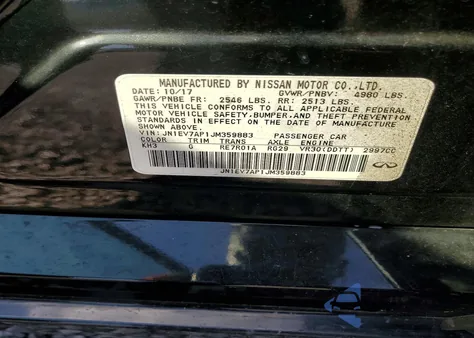 MANUFACTURED BY NISSAN MOTOR CO.,LTD.
DATE: 10/17 GVWR/PNBV: 4980 LBS.
GAWR/PNBE FR: 2546 LBS. RR: 2513 LBS.
THIS VEHICLE CONFORMS TO ALL APPLICABLE FEDERAL
MOTOR VEHICLE SAFETY,BUMPER,AND THEFT PREVENTION
STANDARDS IN EFFECT ON THE DATE OF MANUFACTURE
SHOWN ABOVE.
VIN: JN1EV7AP1JM359883 PASSENGER CAR
COLOR TRIM TRANS AXLE ENGINE
KH3 G RE7R01A R029 VR30(DDTT) 2997CC
JN1EV7AP1JM359883